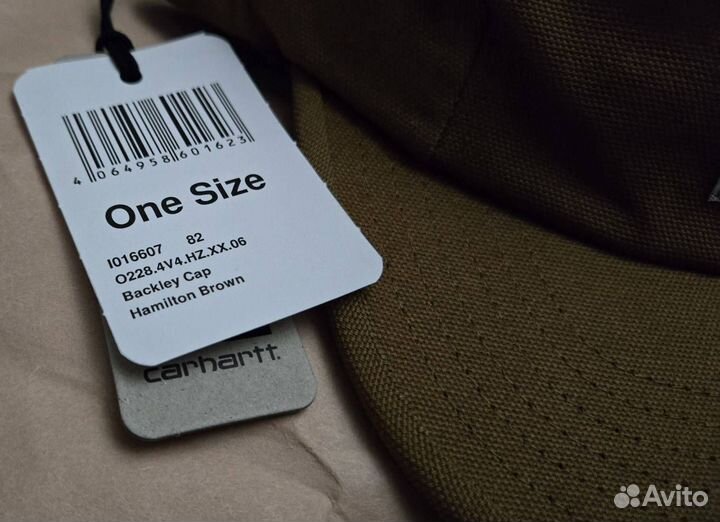 4 064958 601623
One Size
I016607 82
O228.4V4.HZ.XX.06
Backley Cap
Hamilton Brown
carhartt.
Avito